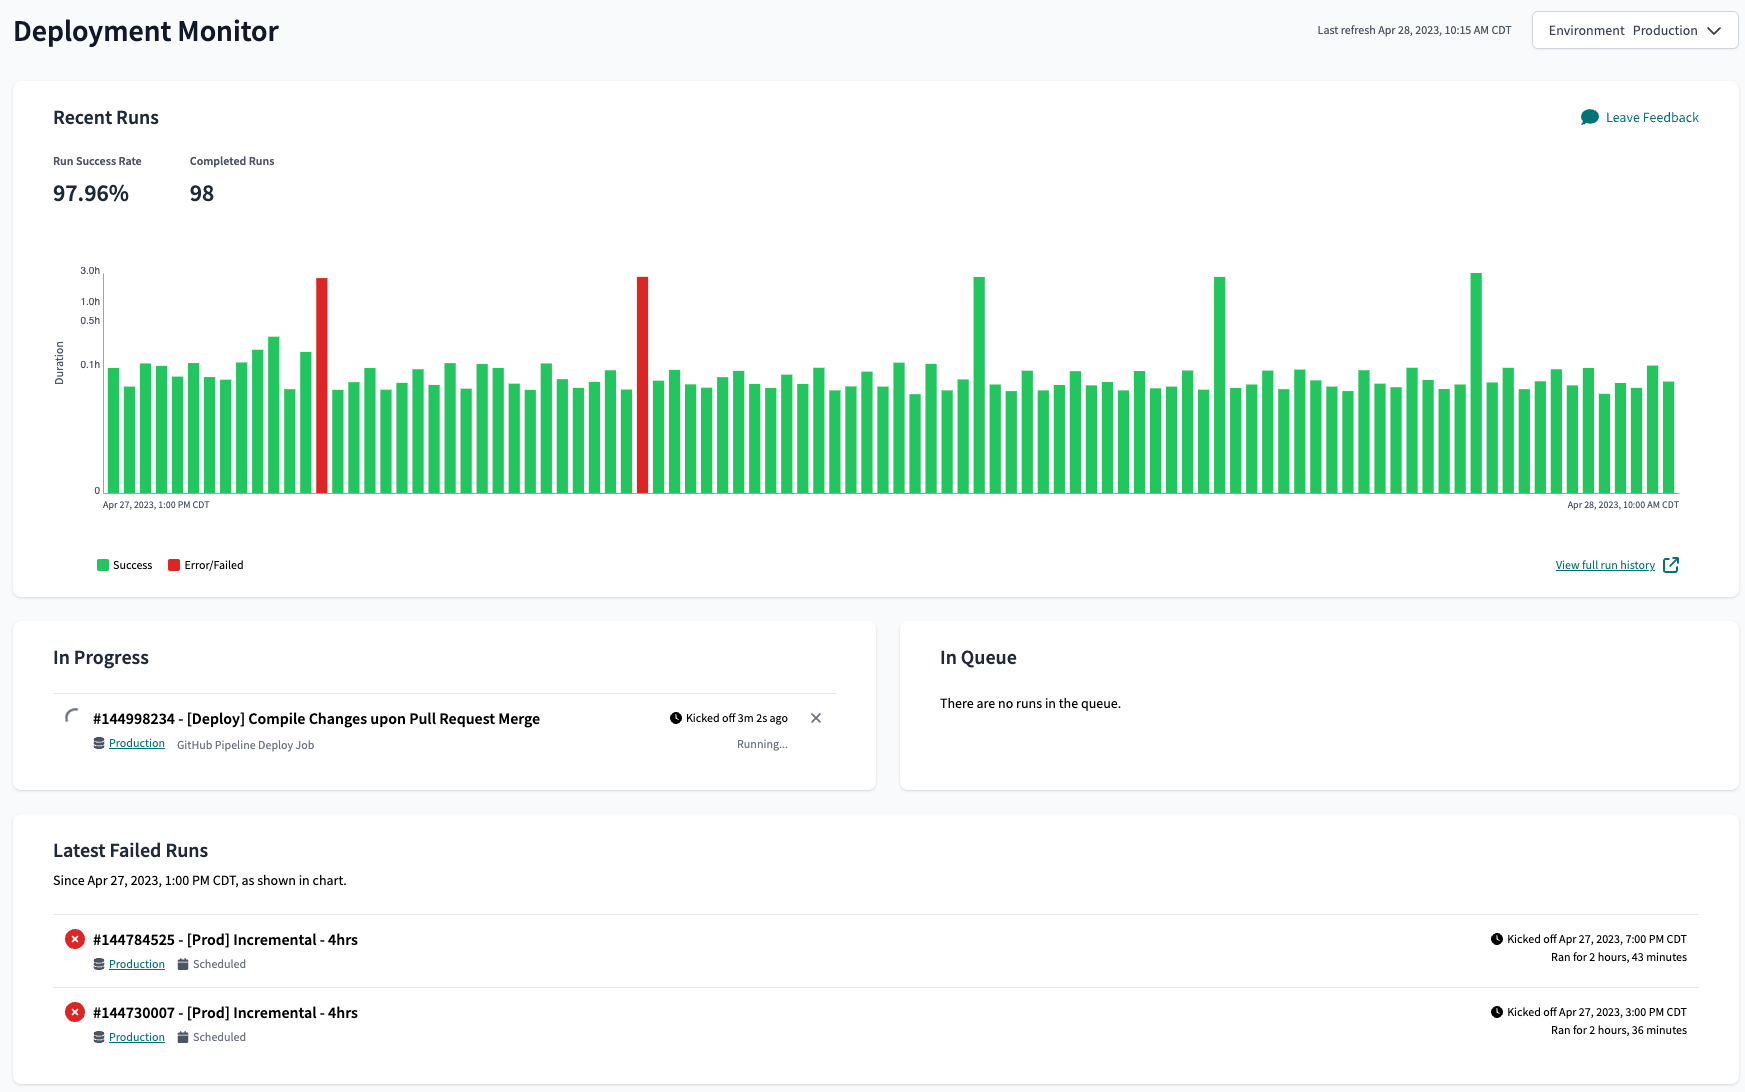 Deployment Monitor
Last refresh Apr 28, 2023, 10:15 AM CDT
Environment Production
Recent Runs
Leave Feedback
Run Success Rate
Completed Runs
97.96%
98
3.0h
1.0h
0.5h
0.1h
0
Duration
Apr 27, 2023, 1:00 PM CDT
Apr 28, 2023, 10:00 AM CDT
Success
Error/Failed
View full run history
In Progress
#144998234 - [Deploy] Compile Changes upon Pull Request Merge
Kicked off 3m 2s ago
Production
GitHub Pipeline Deploy Job
Running...
In Queue
There are no runs in the queue.
Latest Failed Runs
Since Apr 27, 2023, 1:00 PM CDT, as shown in chart.
#144784525 - [Prod] Incremental - 4hrs
Kicked off Apr 27, 2023, 7:00 PM CDT
Production
Scheduled
Ran for 2 hours, 43 minutes
#144730007 - [Prod] Incremental - 4hrs
Kicked off Apr 27, 2023, 3:00 PM CDT
Production
Scheduled
Ran for 2 hours, 36 minutes